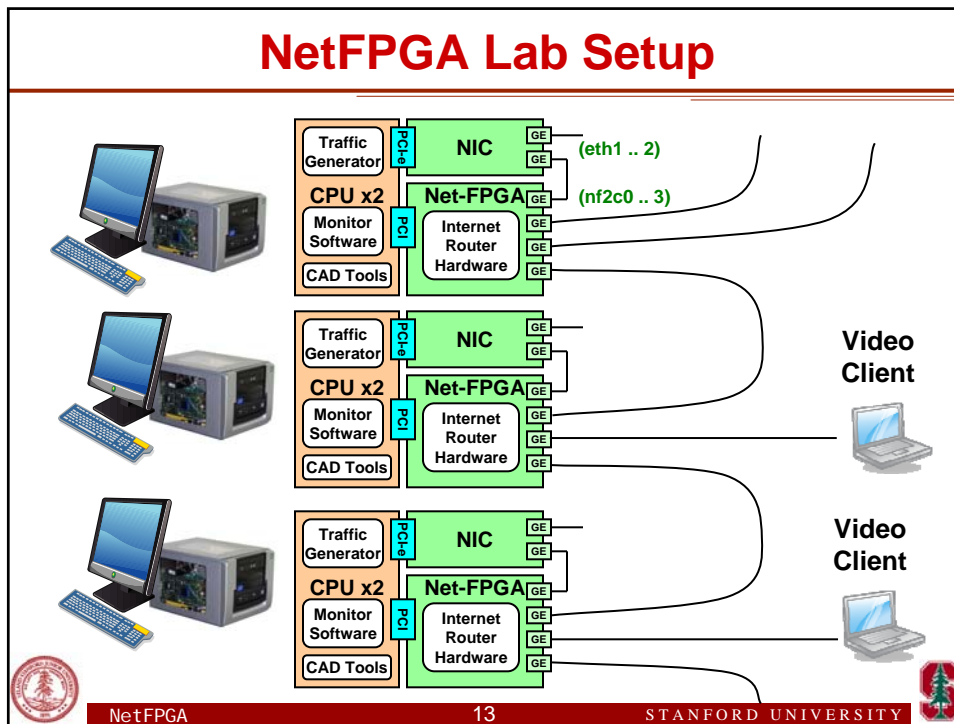 NetFPGA Lab Setup
Traffic
Generator
CPU x2
Monitor
Software
CAD Tools
PCI-e
PCI
NIC
Net-FPGA
Internet
Router
Hardware
GE
GE
GE
GE
GE
GE
(eth1 .. 2)
(nf2c0 .. 3)
Traffic
Generator
CPU x2
Monitor
Software
CAD Tools
PCI-e
PCI
NIC
Net-FPGA
Internet
Router
Hardware
GE
GE
GE
GE
GE
GE
Video
Client
Traffic
Generator
CPU x2
Monitor
Software
CAD Tools
PCI-e
PCI
NIC
Net-FPGA
Internet
Router
Hardware
GE
GE
GE
GE
GE
GE
Video
Client
NetFPGA
13
STANFORD UNIVERSITY